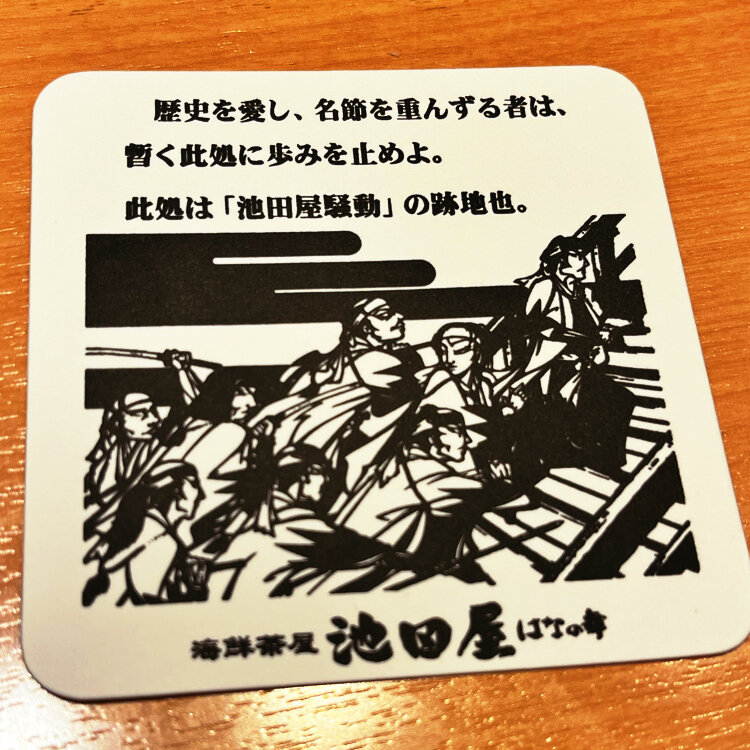 歴史を愛し、名節を重んずる者は、
暫く此処に歩みを止めよ。
此処は「池田屋騒動」の跡地也。
海鮮茶屋 池田屋 はなの舞